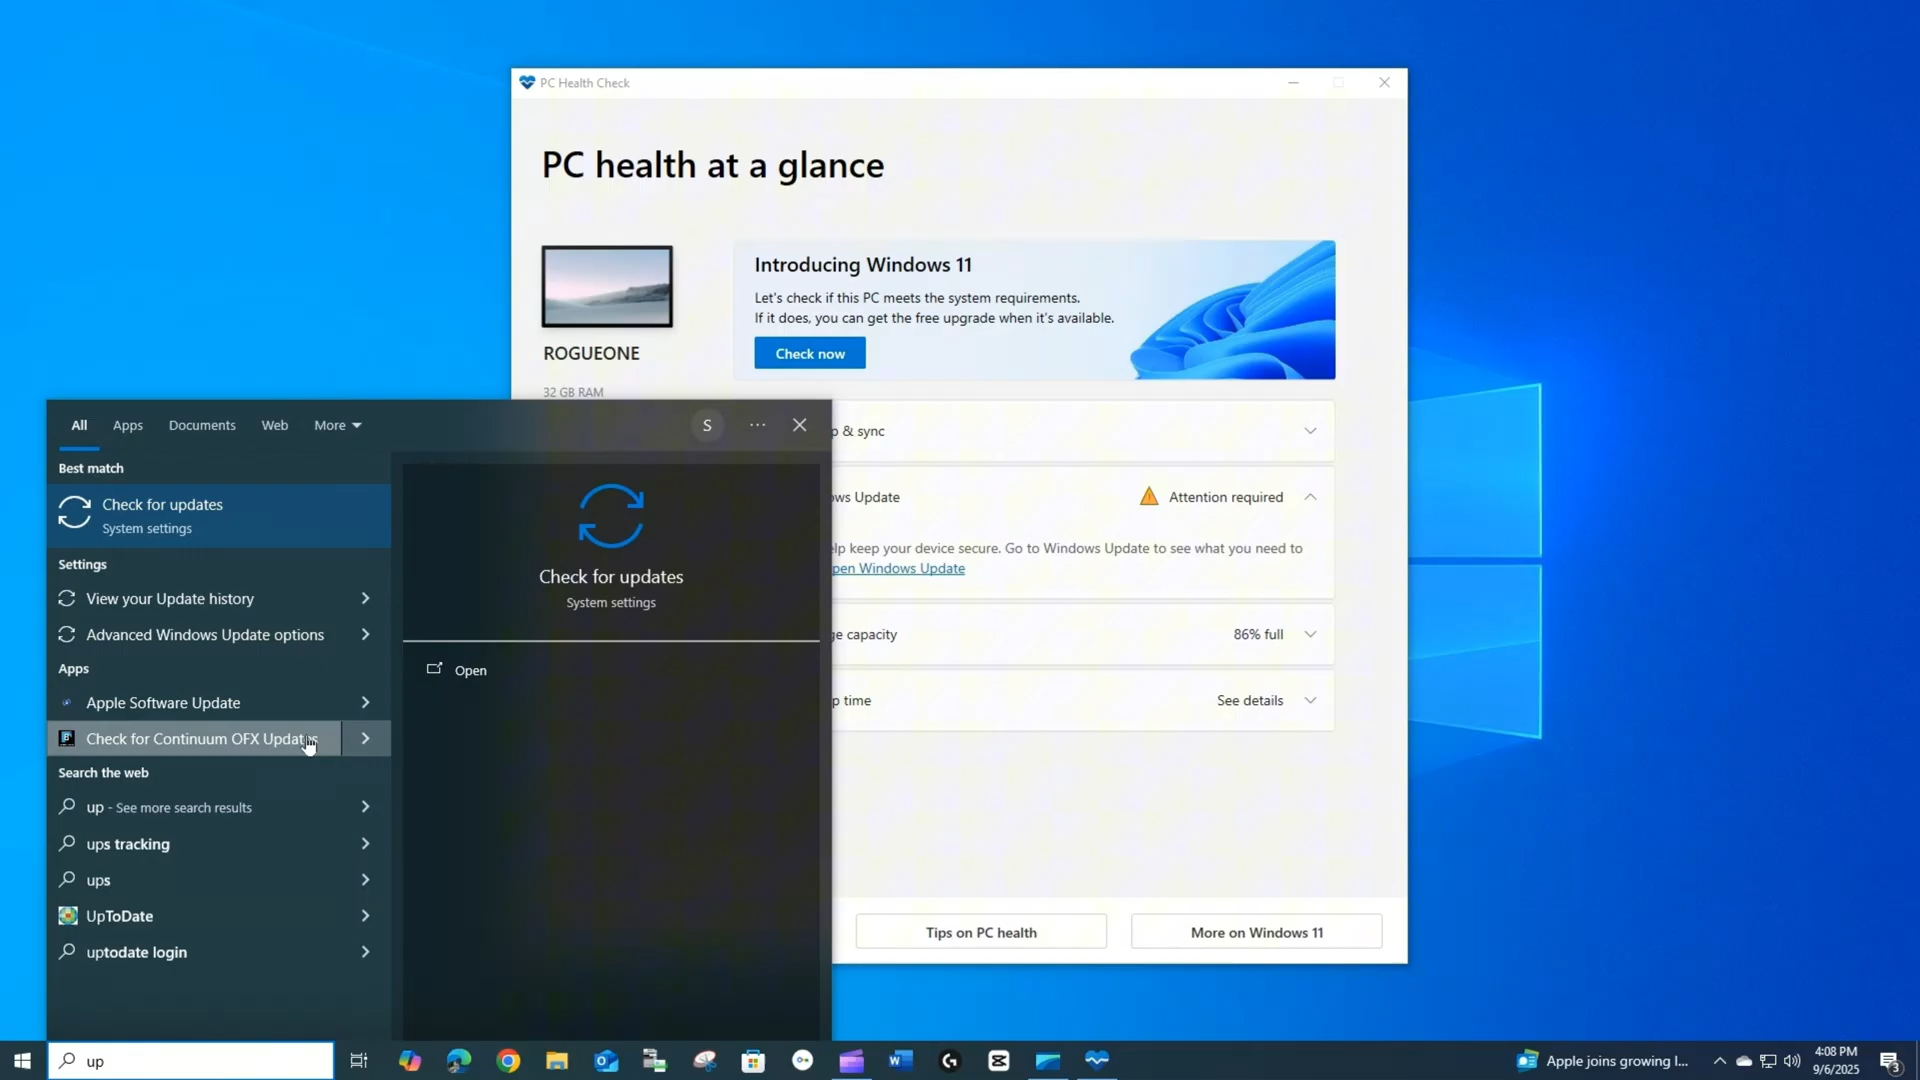 PC Health Check
PC health at a glance
ROGUEONE
32 GB RAM
Introducing Windows 11
Let's check if this PC meets the system requirements.
If it does, you can get the free upgrade when it's available.
Check now
p & sync
ws Update
Attention required
lp keep your device secure. Go to Windows Update to see what you need to
pen Windows Update
ge capacity
86% full
p time
See details
Tips on PC health
More on Windows 11
All
Apps
Documents
Web
More
S
Best match
Check for updates
System settings
Settings
View your Update history
Advanced Windows Update options
Apps
Apple Software Update
Check for Continuum OFX Updates
Search the web
up - See more search results
ups tracking
ups
UpToDate
uptodate login
Check for updates
System settings
Open
up
Apple joins growing l...
4:08 PM
9/6/2025
3